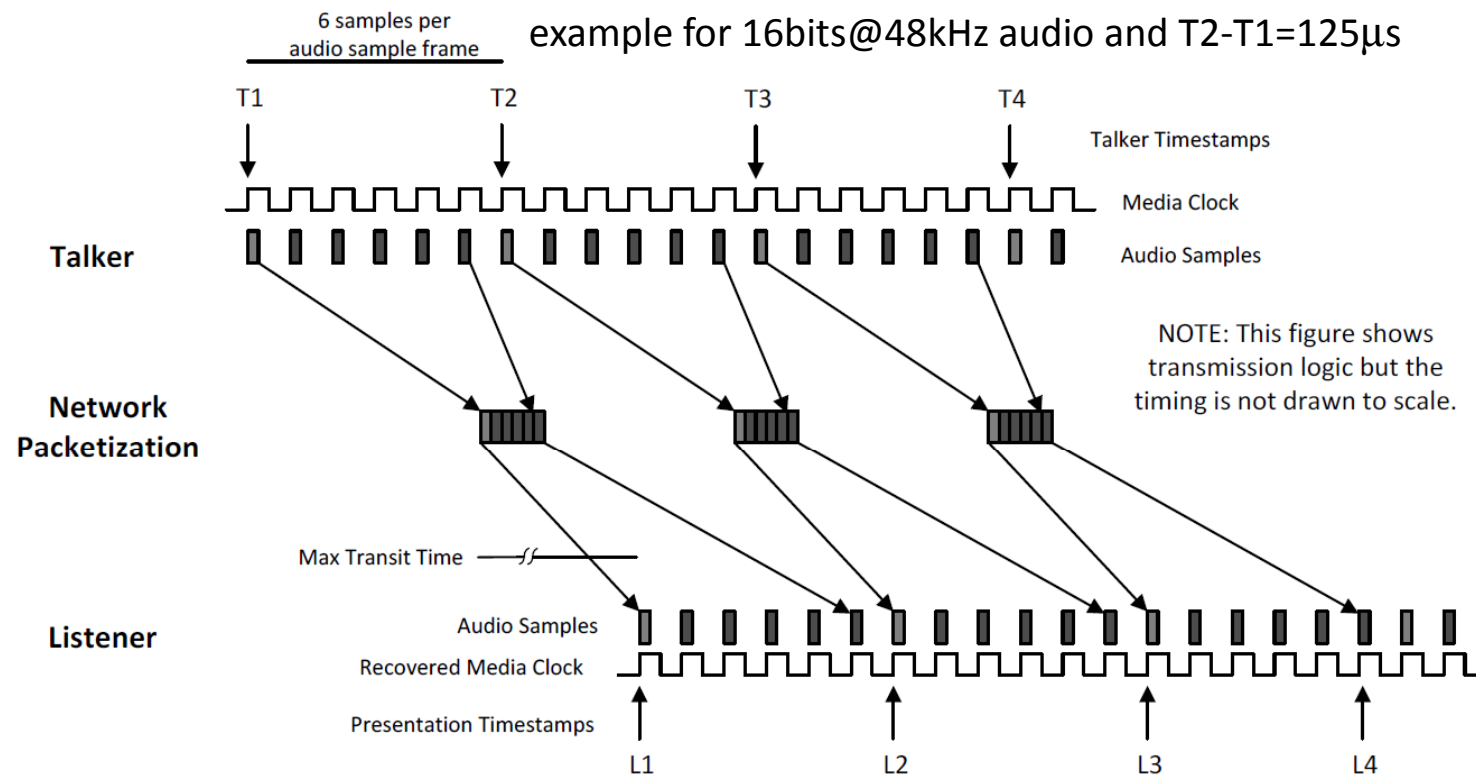 6 samples per
audio sample frame
example for 16bits@48kHz audio and T2-T1=125μs
T1
T2
T3
T4
Talker Timestamps
Media Clock
Talker
Audio Samples
NOTE: This figure shows
transmission logic but the
timing is not drawn to scale.
Network
Packetization
Max Transit Time
Listener
Audio Samples
Recovered Media Clock
Presentation Timestamps
L1
L2
L3
L4